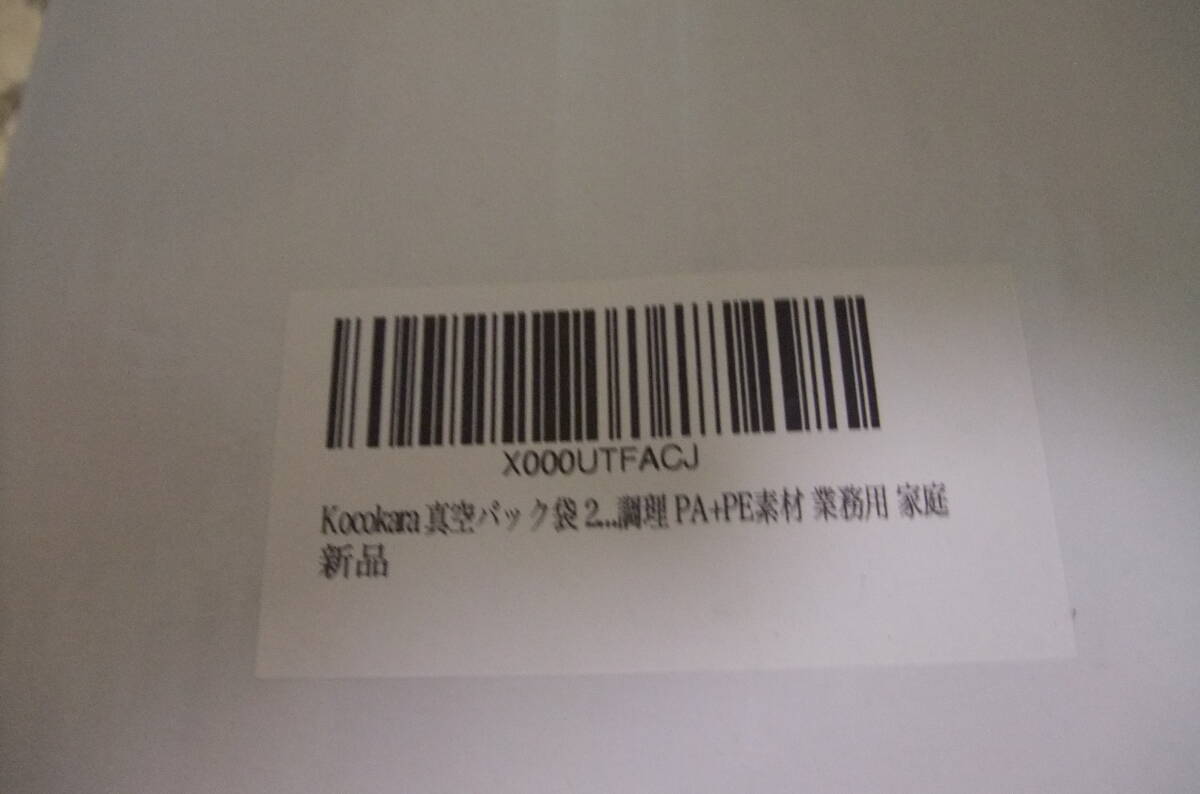 X000UTFACJ
Kocokara 真空パック袋 2...調理 PA+PE素材 業務用 家庭
新品